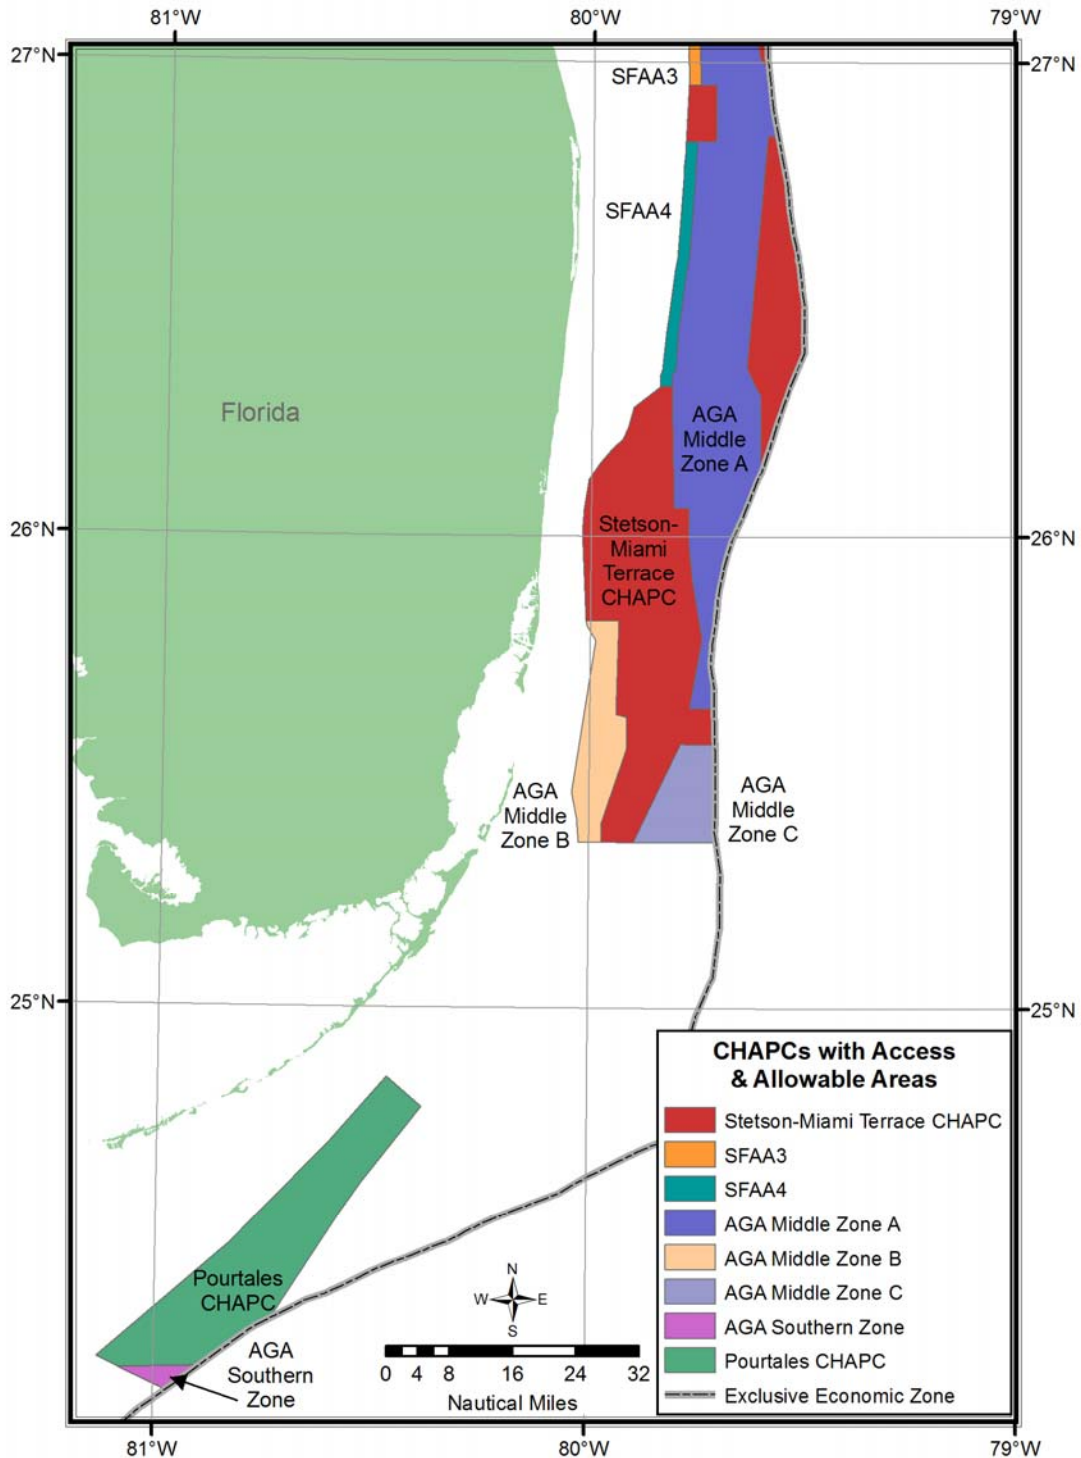 81°W
80°W
79°W
27°N
27°N
SFAA3
SFAA4
Florida
AGA
Middle
Zone A
26°N
26°N
Stetson-
Miami
Terrace
CHAPC
AGA
Middle
Zone B
AGA
Middle
Zone C
25°N
25°N
CHAPCs with Access
& Allowable Areas
Stetson-Miami Terrace CHAPC
SFAA3
SFAA4
AGA Middle Zone A
AGA Middle Zone B
AGA Middle Zone C
AGA Southern Zone
Pourtales CHAPC
Exclusive Economic Zone
Pourtales
CHAPC
AGA
Southern
Zone
N
W E
S
0 4 8 16 24 32
Nautical Miles
81°W
80°W
79°W